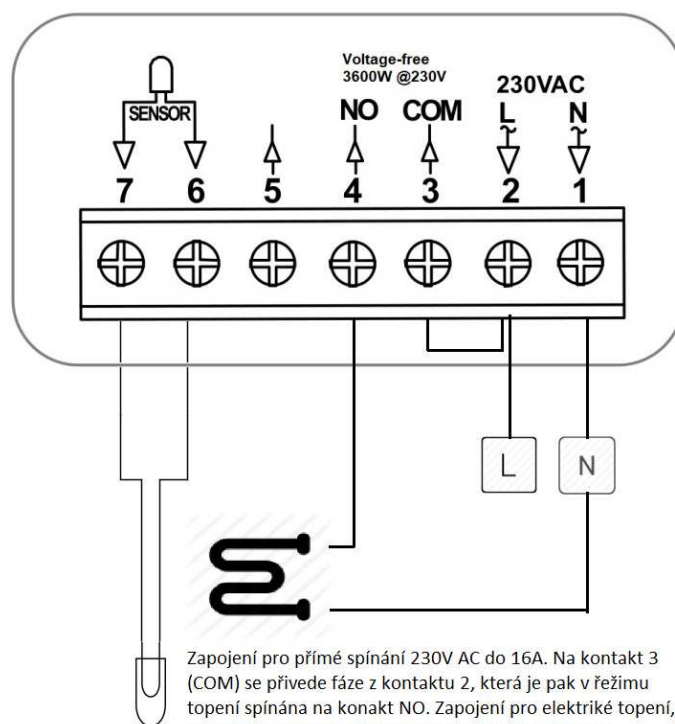 Voltage-free
3600W @230V
230VAC
SENSOR
NO COM L N
~ ~
7 6 5 4 3 2 1
L N
Zapojení pro přímé spínání 230V AC do 16A. Na kontakt 3
(COM) se přivede fáze z kontaktu 2, která je pak v režimu
topení spínána na konakt NO. Zapojení pro elektriké topení,